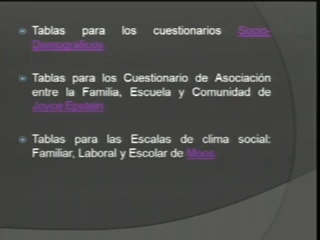 Tablas para los cuestionarios Socio-
Demograficos
Tablas para los Cuestionario de Asociación
entre la Familia, Escuela y Comunidad de
Joyce Epstein
Tablas para las Escalas de clima social:
Familiar, Laboral y Escolar de Moos